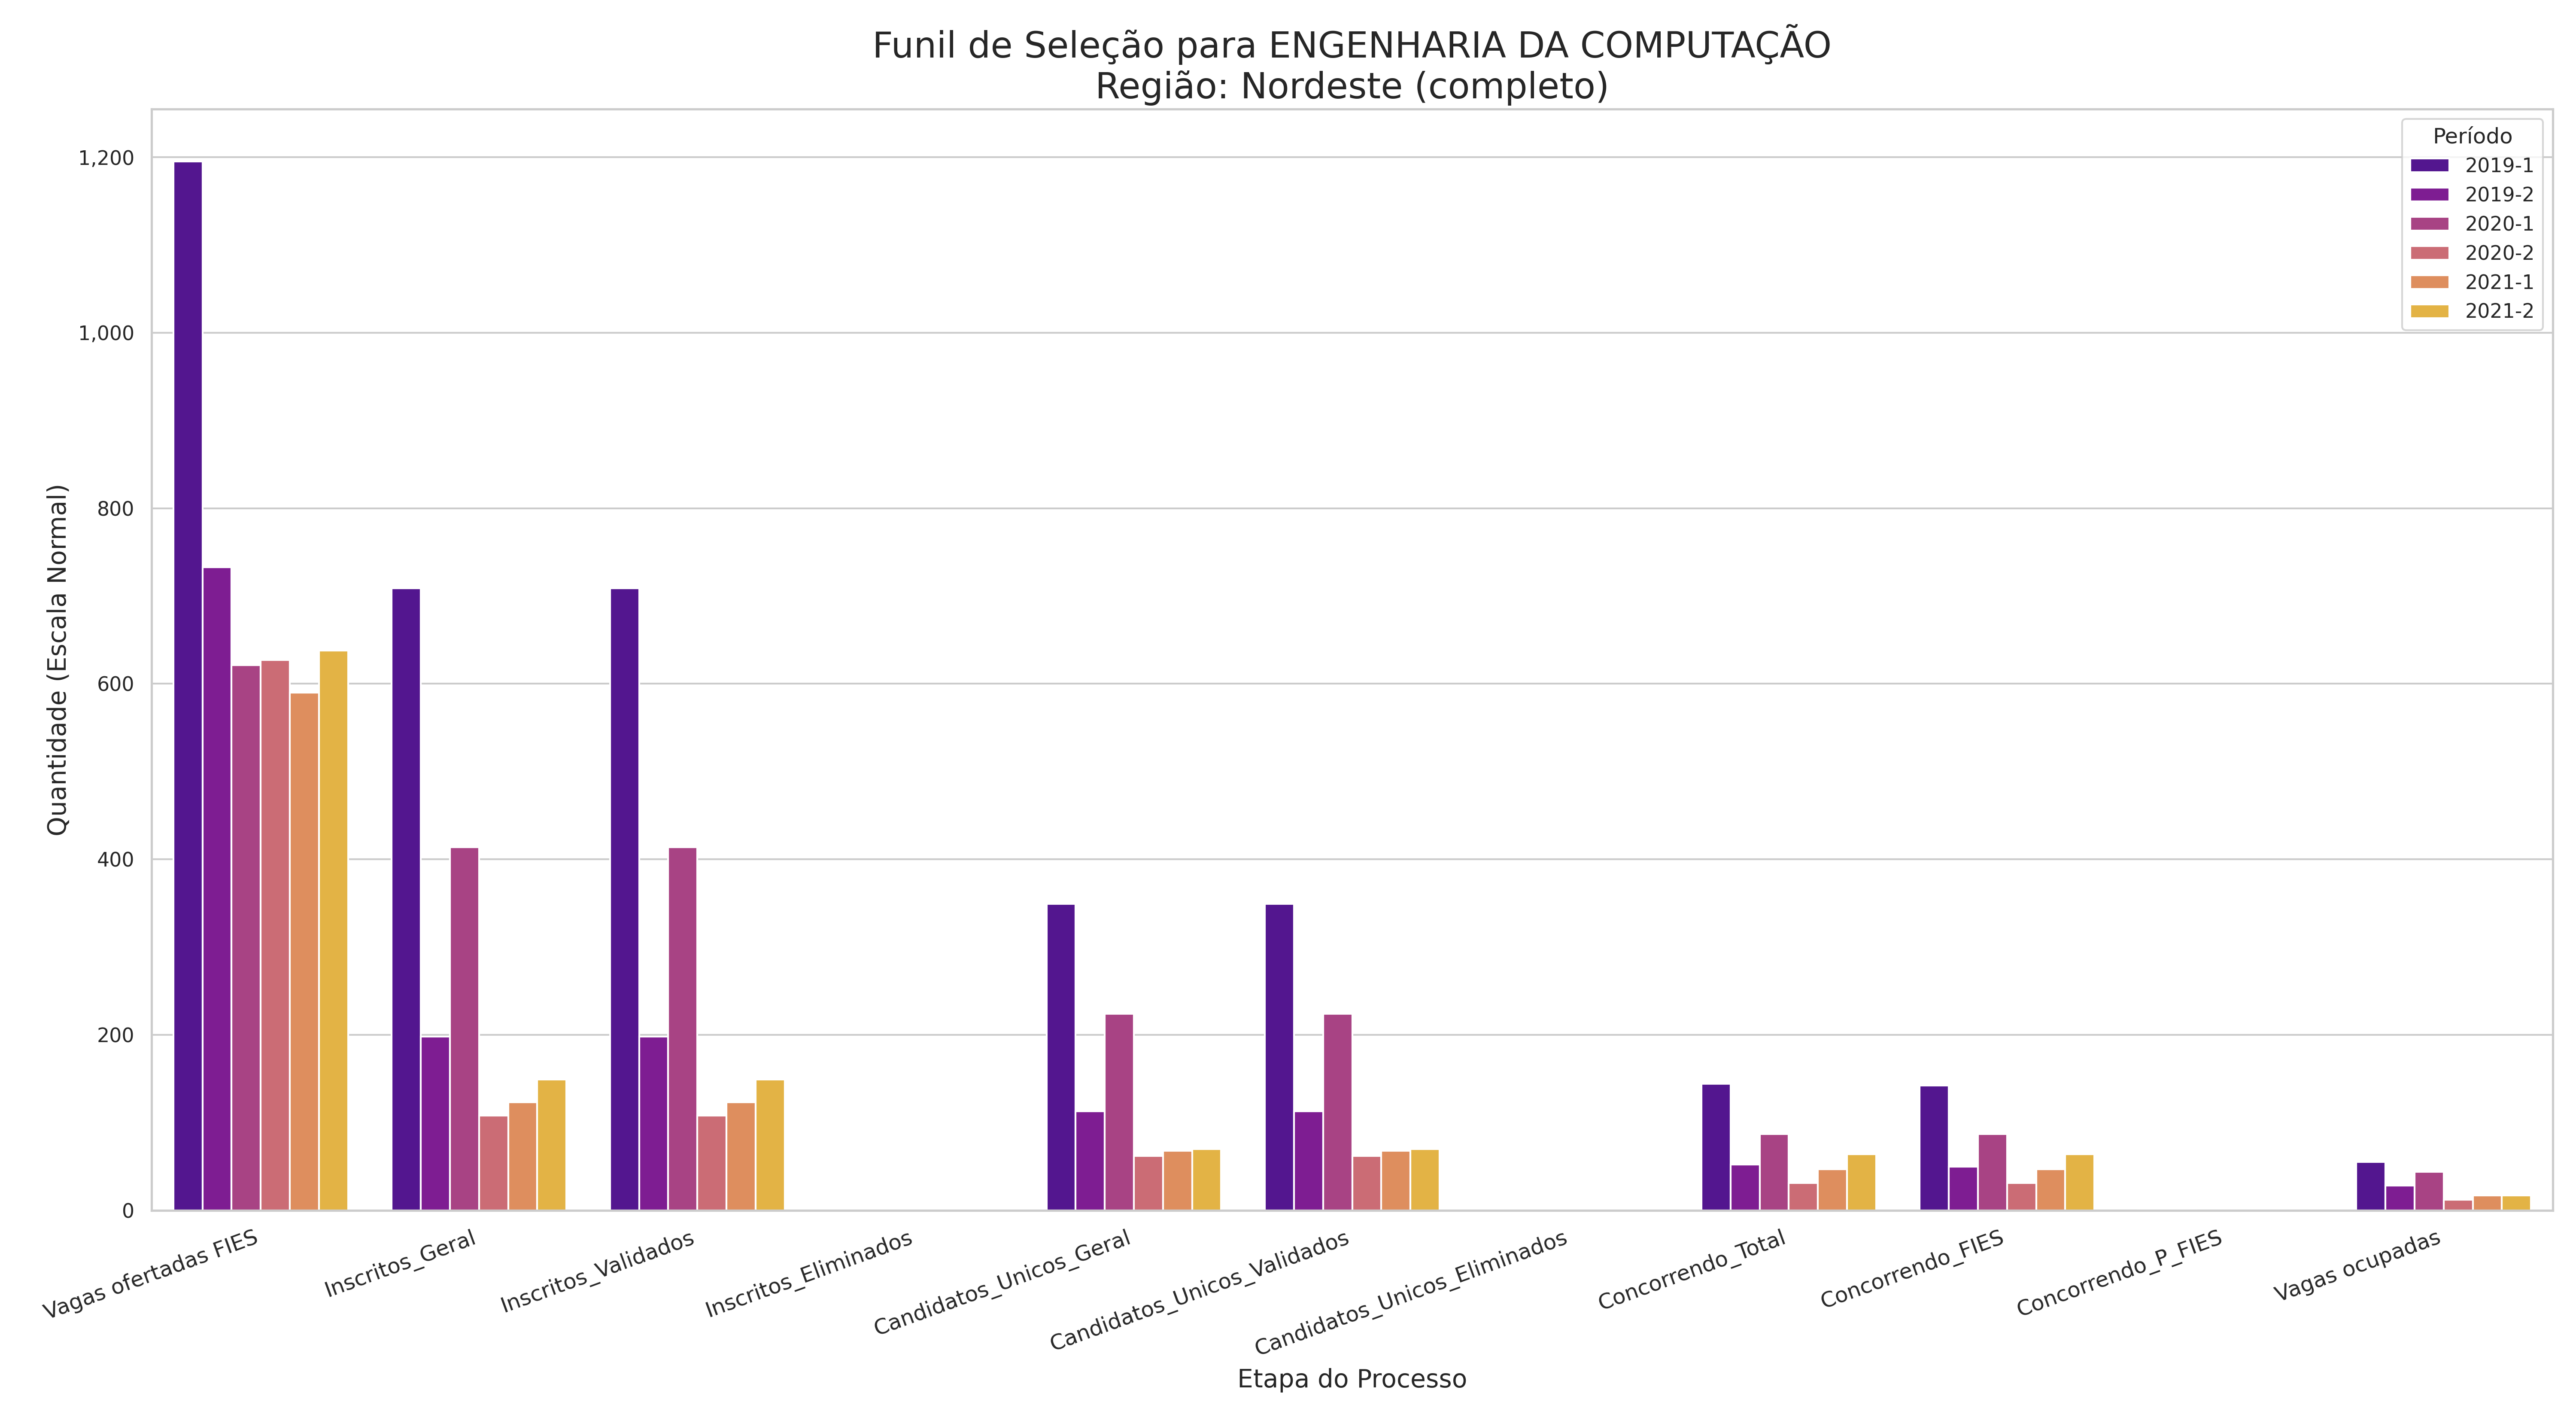 Funil de Seleção para ENGENHARIA DA COMPUTAÇÃO
Região: Nordeste (completo)
Quantidade (Escala Normal)
1,200
1,000
800
600
400
200
0
Período
2019-1
2019-2
2020-1
2020-2
2021-1
2021-2
Vagas ofertadas FIES
Inscritos_Geral
Inscritos_Validados
Inscritos_Eliminados
Candidatos_Unicos_Geral
Candidatos_Unicos_Validados
Candidatos_Unicos_Eliminados
Concorrendo_Total
Concorrendo_FIES
Concorrendo_P_FIES
Vagas ocupadas
Etapa do Processo